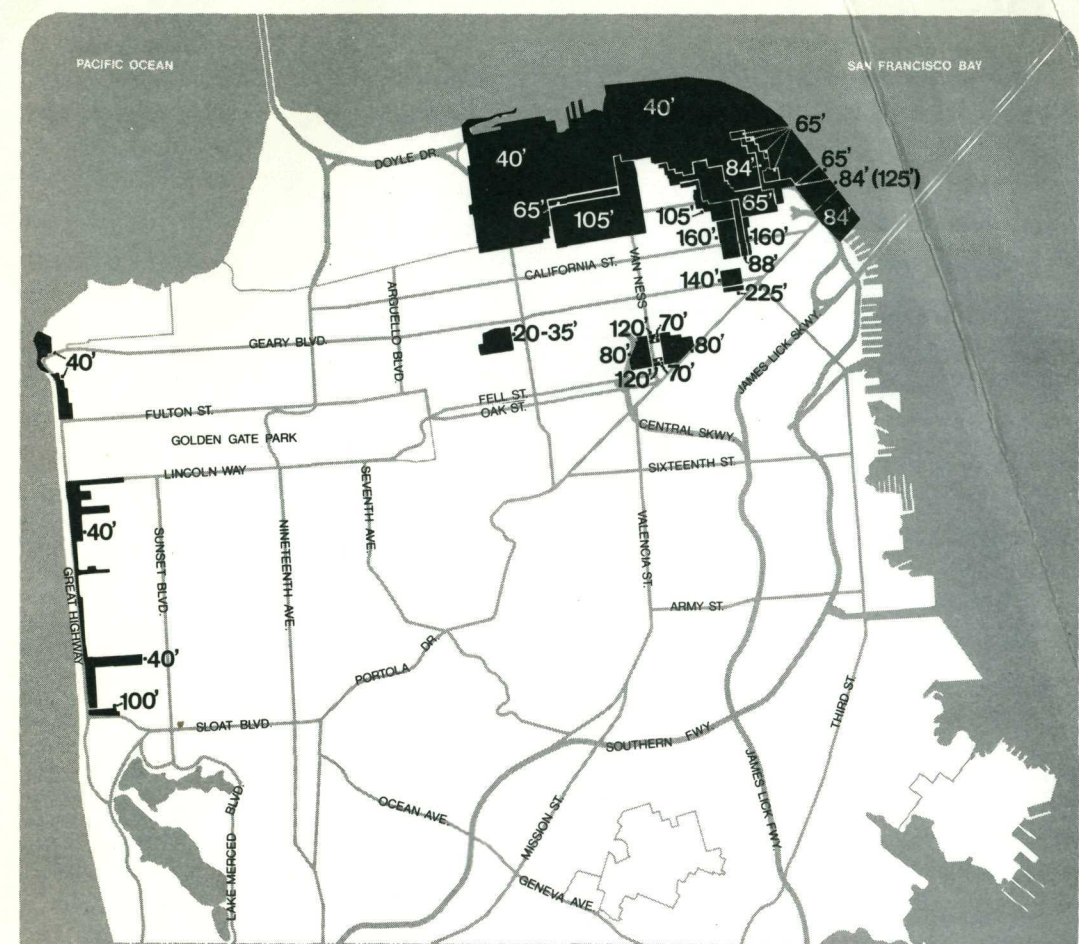 PACIFIC OCEAN
SAN FRANCISCO BAY
40'
65'
DOYLE DR.
40'
84'
65'
84' (125')
65'
105'
105'
65'
84'
160'
160'
88'
CALIFORNIA ST.
VAN NESS
140'
225'
ARGUELLO BLVD.
JAMES LICK SKWY.
20-35'
120'
70'
GEARY BLVD.
80'
80'
40'
120'
70'
FELL ST.
OAK ST.
FULTON ST.
GOLDEN GATE PARK
CENTRAL SKWY.
LINCOLN WAY
SIXTEENTH ST.
SEVENTH AVE.
40'
SUNSET BLVD.
NINETEENTH AVE.
VALENCIA ST.
GREAT HIGHWAY
ARMY ST.
40'
PORTOLA DR.
100'
THIRD ST.
SLOAT BLVD.
SOUTHERN FWY.
JAMES LICK FWY.
OCEAN AVE.
MISSION ST.
LAKE MERCED BLVD.
GENEVA AVE.